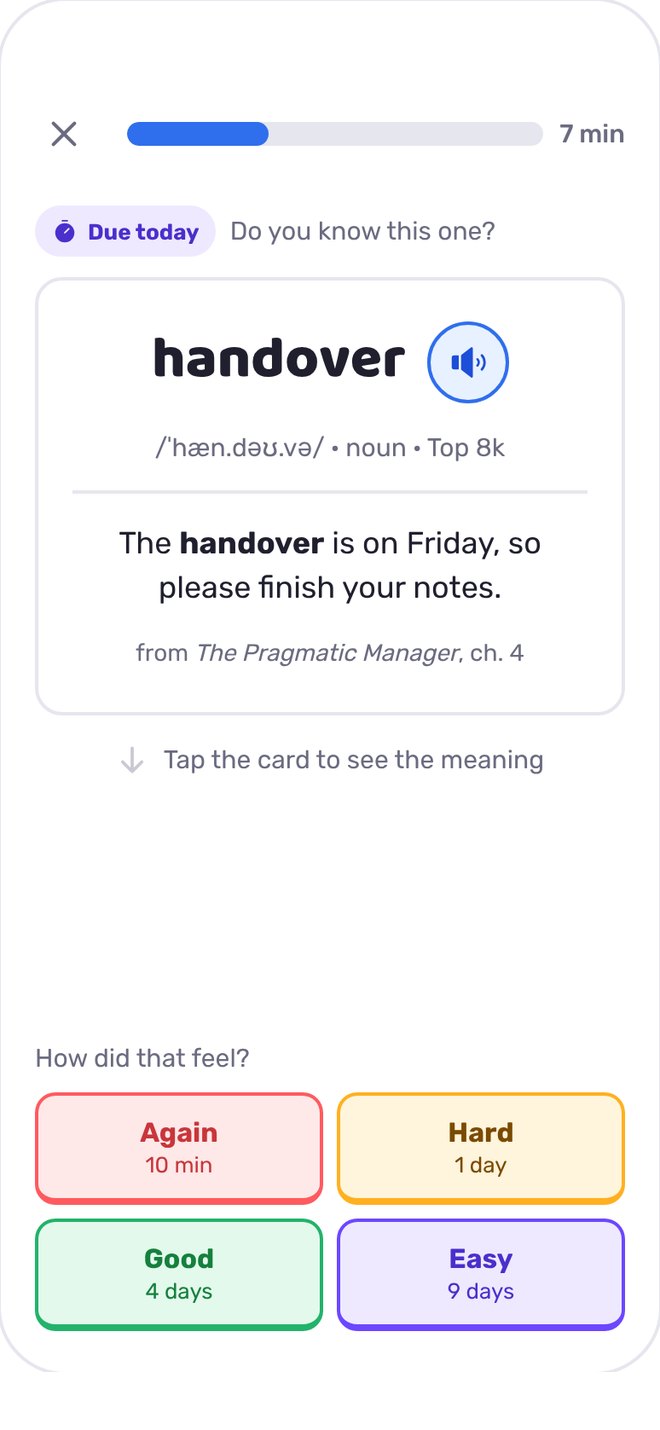 7 min
Due today
Do you know this one?
handover
/ˈhæn.dəʊ.və/ • noun • Top 8k
The handover is on Friday, so
please finish your notes.
from The Pragmatic Manager, ch. 4
Tap the card to see the meaning
How did that feel?
Again
10 min
Hard
1 day
Good
4 days
Easy
9 days